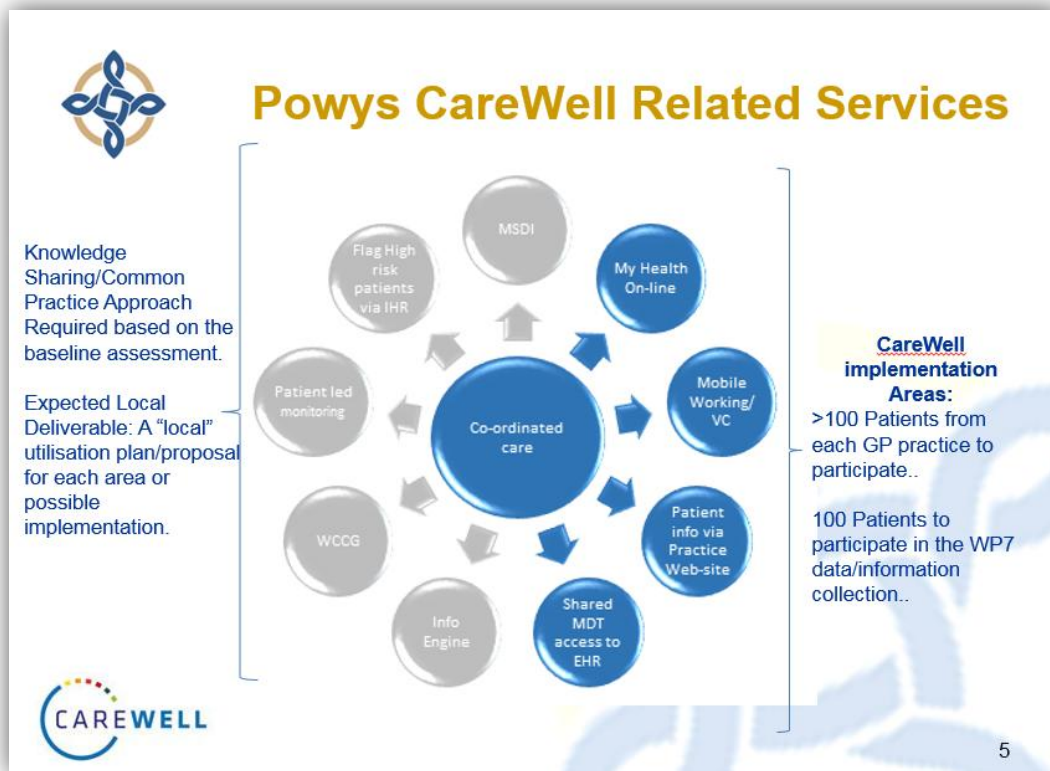 Powys CareWell Related Services
Knowledge
Sharing/Common
Practice Approach
Required based on the
baseline assessment.
Expected Local
Deliverable: A “local”
utilisation plan/proposal
for each area or
possible
implementation.
MSDI
My Health
On-line
Mobile
Working/
VC
Patient
info via
Practice
Web-site
Shared
MDT
access to
EHR
Info
Engine
WCCG
Patient led
monitoring
Flag High
risk
patients
via IHR
Co-ordinated
care
CareWell
implementation
Areas:
>100 Patients from
each GP practice to
participate..
100 Patients to
participate in the WP7
data/information
collection..
CAREWELL
5